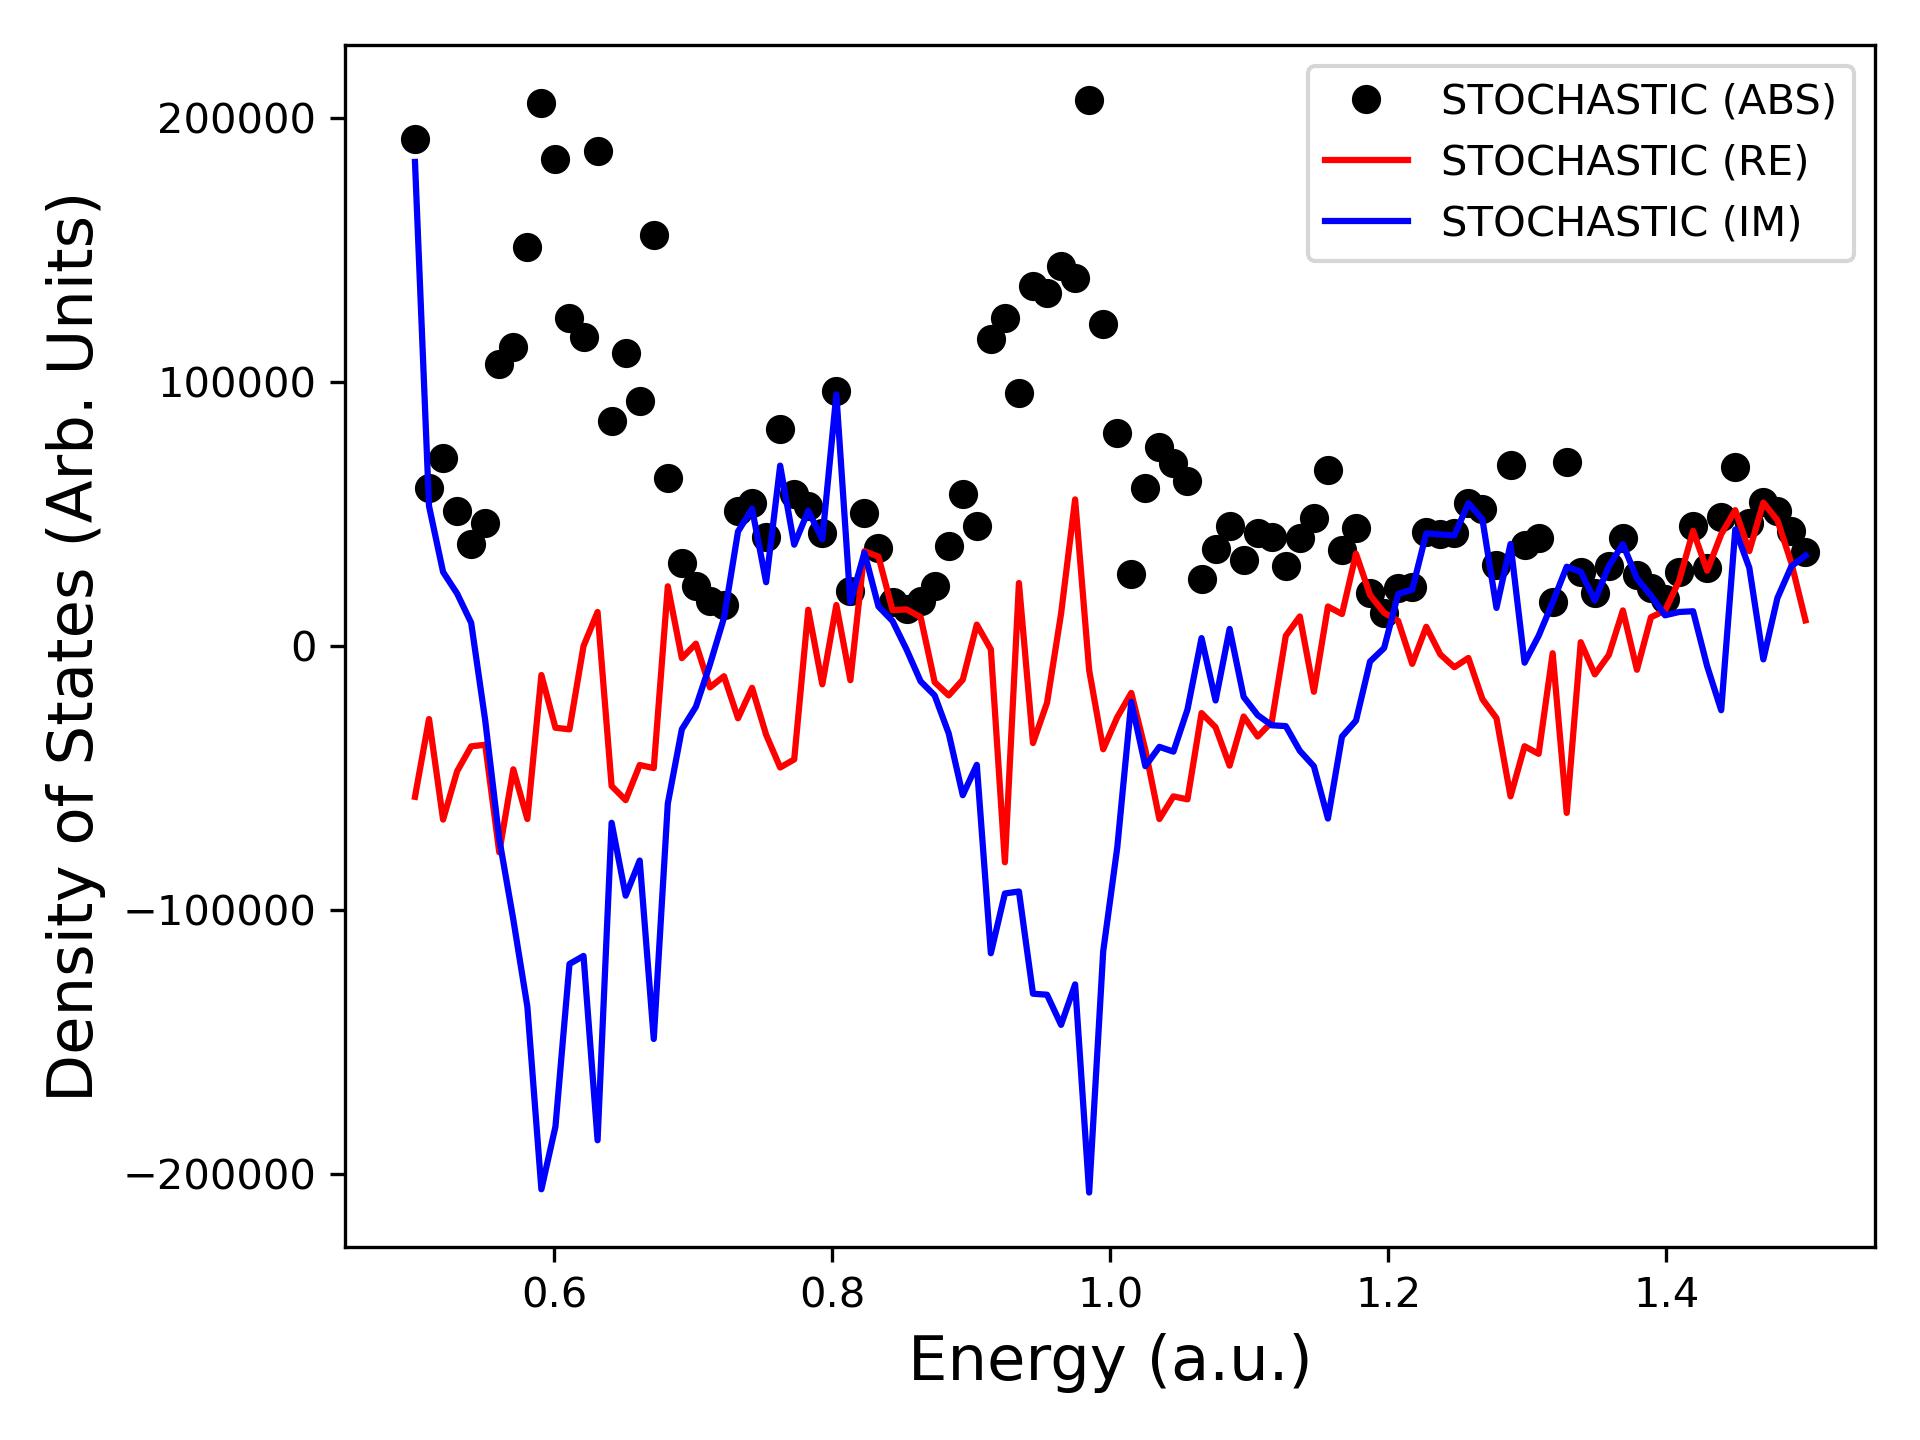 STOCHASTIC (ABS)
STOCHASTIC (RE)
STOCHASTIC (IM)
Density of States (Arb. Units)
200000
100000
0
−100000
−200000
0.6 0.8 1.0 1.2 1.4
Energy (a.u.)